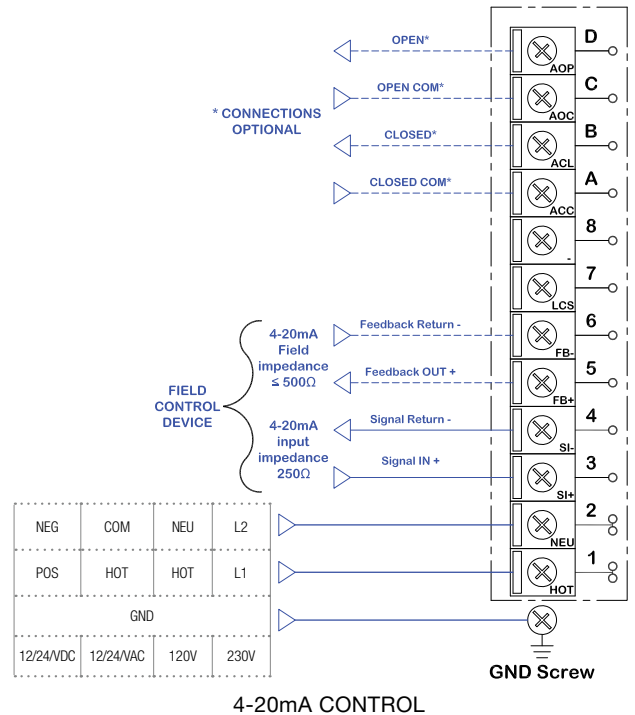 OPEN*
D
AOP
OPEN COM*
C
AOC
* CONNECTIONS
OPTIONAL
CLOSED*
B
ACL
CLOSED COM*
A
ACC
8
-
7
LCS
Feedback Return -
6
FB-
4-20mA
Field
impedance
≤ 500Ω
Feedback OUT +
5
FB+
FIELD
CONTROL
DEVICE
Signal Return -
4
SI-
4-20mA
input
impedance
250Ω
Signal IN +
3
SI+
NEG COM NEU L2
2
NEU
POS HOT HOT L1
1
HOT
GND
12/24/VDC 12/24/VAC 120V 230V
GND Screw
4-20mA CONTROL